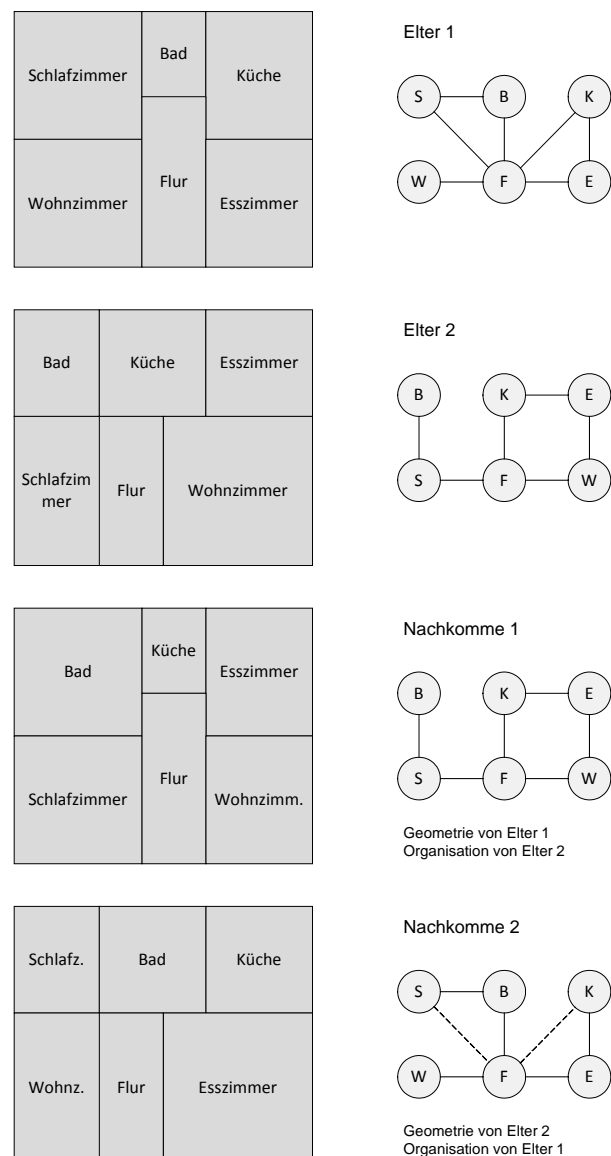 Schlafzimmer
Bad
Küche
Wohnzimmer
Flur
Esszimmer
Elter 1
S
B
K
W
F
E
Bad
Küche
Esszimmer
Schlafzim
mer
Flur
Wohnzimmer
Elter 2
B
K
E
S
F
W
Bad
Küche
Esszimmer
Schlafzimmer
Flur
Wohnzimm.
Nachkomme 1
B
K
E
S
F
W
Geometrie von Elter 1
Organisation von Elter 2
Schlafz.
Bad
Küche
Wohnz.
Flur
Esszimmer
Nachkomme 2
S
B
K
W
F
E
Geometrie von Elter 2
Organisation von Elter 1